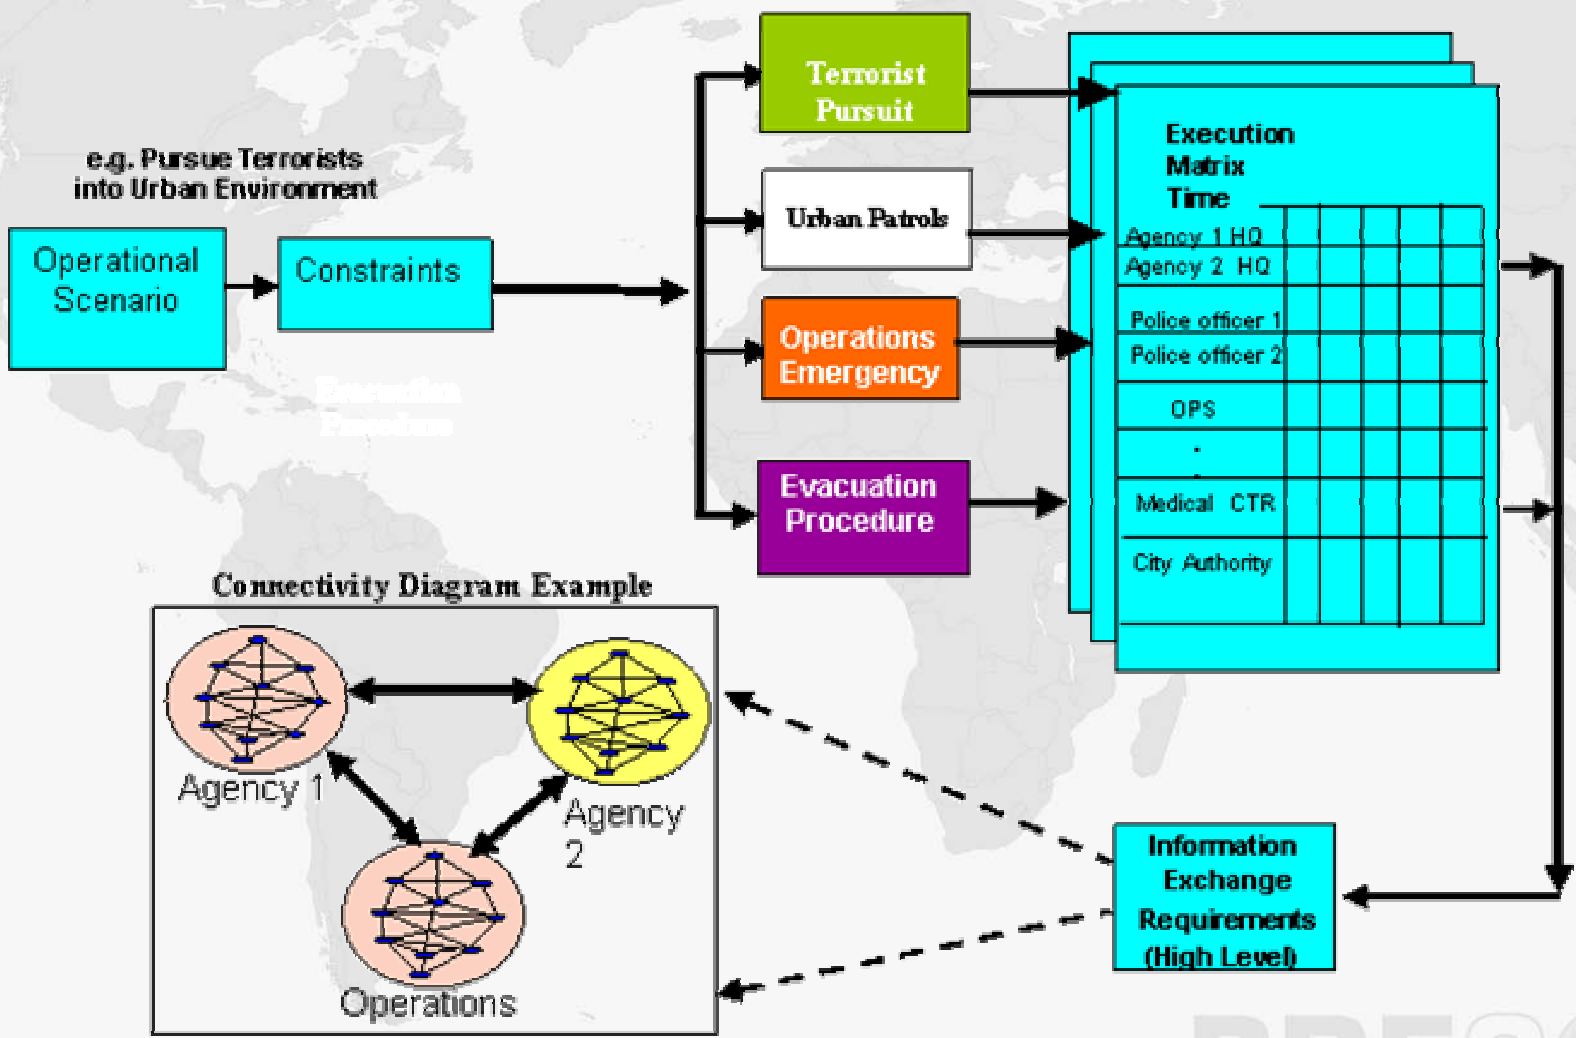 e.g. Pursue Terrorists
into Urban Environment
Operational
Scenario
Constraints
Terrorist
Pursuit
Urban Patrols
Operations
Emergency
Evacuation
Procedure
Execution
Matrix
Time
Agency 1 HQ
Agency 2 HQ
Police officer 1
Police officer 2
OPS
.
.
Medical CTR
City Authority
Connectivity Diagram Example
Agency 1
Agency
2
Operations
Information
Exchange
Requirements
(High Level)